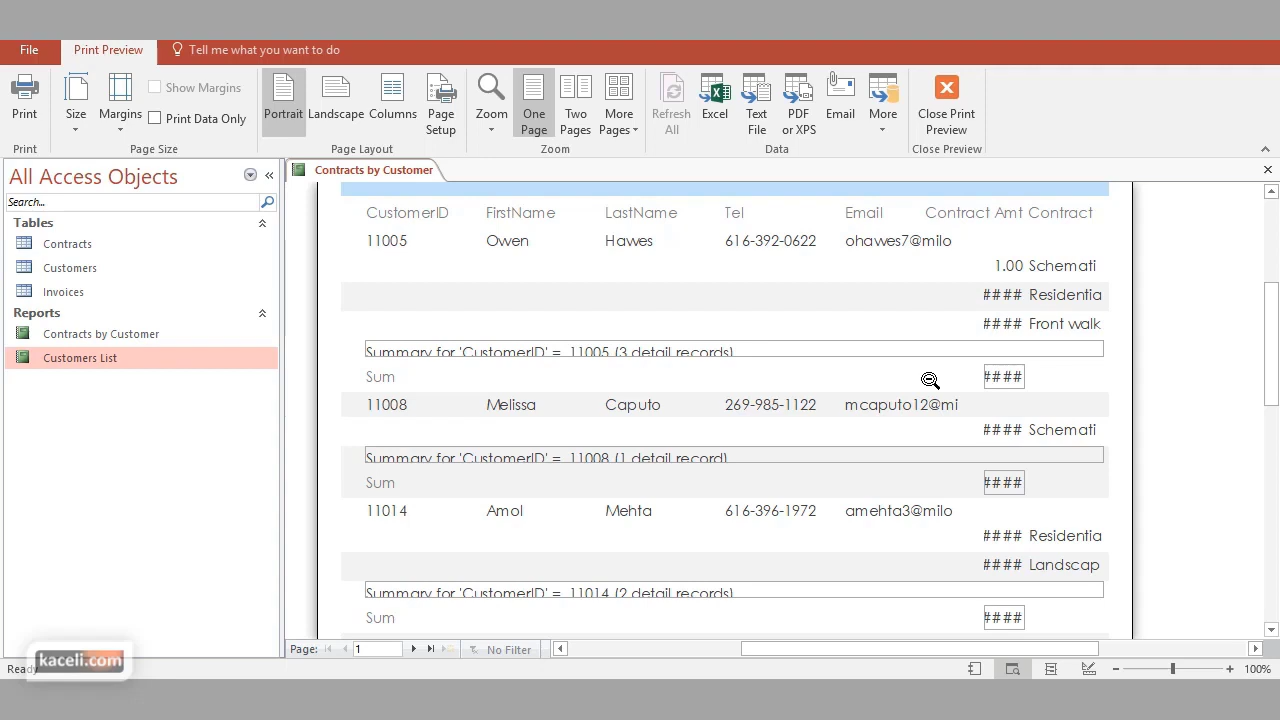 File Print Preview Tell me what you want to do
Print Size Margins Show Margins Print Data Only Portrait Landscape Columns Page Setup Zoom One Page Two Pages More Pages Refresh All Excel Text File PDF or XPS Email More Close Print Preview
Print Page Size Page Layout Zoom Data Close Preview
All Access Objects
Search...
Tables
Contracts
Customers
Invoices
Reports
Contracts by Customer
Customers List
Contracts by Customer
CustomerID FirstName LastName Tel Email Contract Amt Contract
11005 Owen Hawes 616-392-0622 ohawes7@milo
1.00 Schemati
#### Residentia
#### Front walk
Summary for 'CustomerID' = 11005 (3 detail records)
Sum ####
11008 Melissa Caputo 269-985-1122 mcaputo12@mi
#### Schemati
Summary for 'CustomerID' = 11008 (1 detail record)
Sum ####
11014 Amol Mehta 616-396-1972 amehta3@milo
#### Residentia
#### Landscap
Summary for 'CustomerID' = 11014 (2 detail records)
Sum ####
Page: 1 No Filter
Ready 100%
kaceli.com